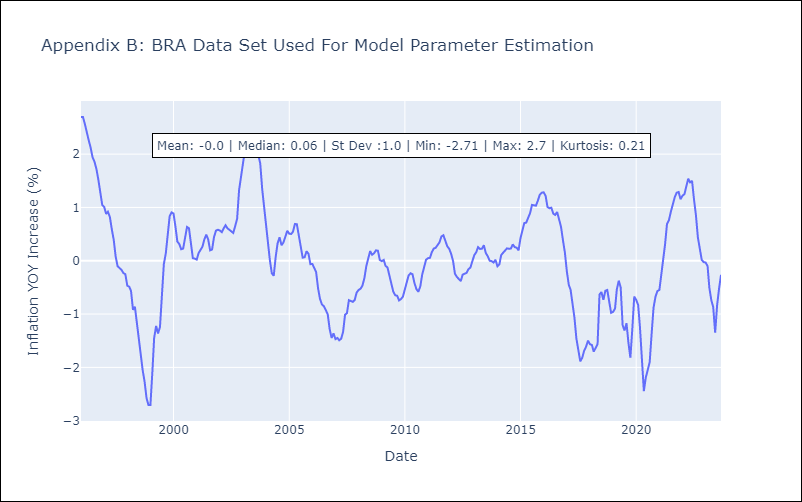 Appendix B: BRA Data Set Used For Model Parameter Estimation
Mean: -0.0 | Median: 0.06 | St Dev :1.0 | Min: -2.71 | Max: 2.7 | Kurtosis: 0.21
Inflation YOY Increase (%)
2
1
0
−1
−2
−3
2000
2005
2010
2015
2020
Date